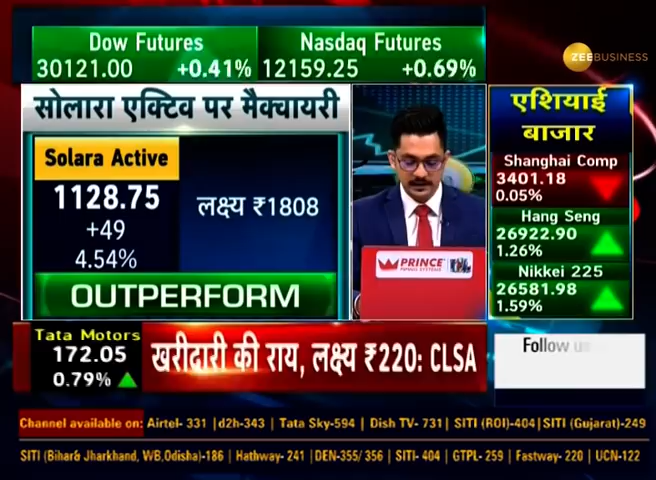 Dow Futures
30121.00 +0.41%
Nasdaq Futures
12159.25 +0.69%
ZEEBUSINESS
सोलारा एक्टिव पर मैक्वायरी
Solara Active
1128.75
+49
4.54%
लक्ष्य ₹1808
OUTPERFORM
PRINCE
PIPING SYSTEMS
एशियाई
बाजार
Shanghai Comp
3401.18
0.05%
Hang Seng
26922.90
1.26%
Nikkei 225
26581.98
1.59%
Tata Motors
172.05
0.79%
खरीदारी की राय, लक्ष्य ₹220: CLSA
Follow us
Channel available on: Airtel- 331 |d2h-343 | Tata Sky-594 | Dish TV- 731| SITI (ROI)-404|SITI (Gujarat)-249
SITI (Bihar& Jharkhand, WB,Odisha)-186 | Hathway- 241 |DEN-355/ 356 | SITI- 404 | GTPL- 259 | Fastway- 220 | UCN-122